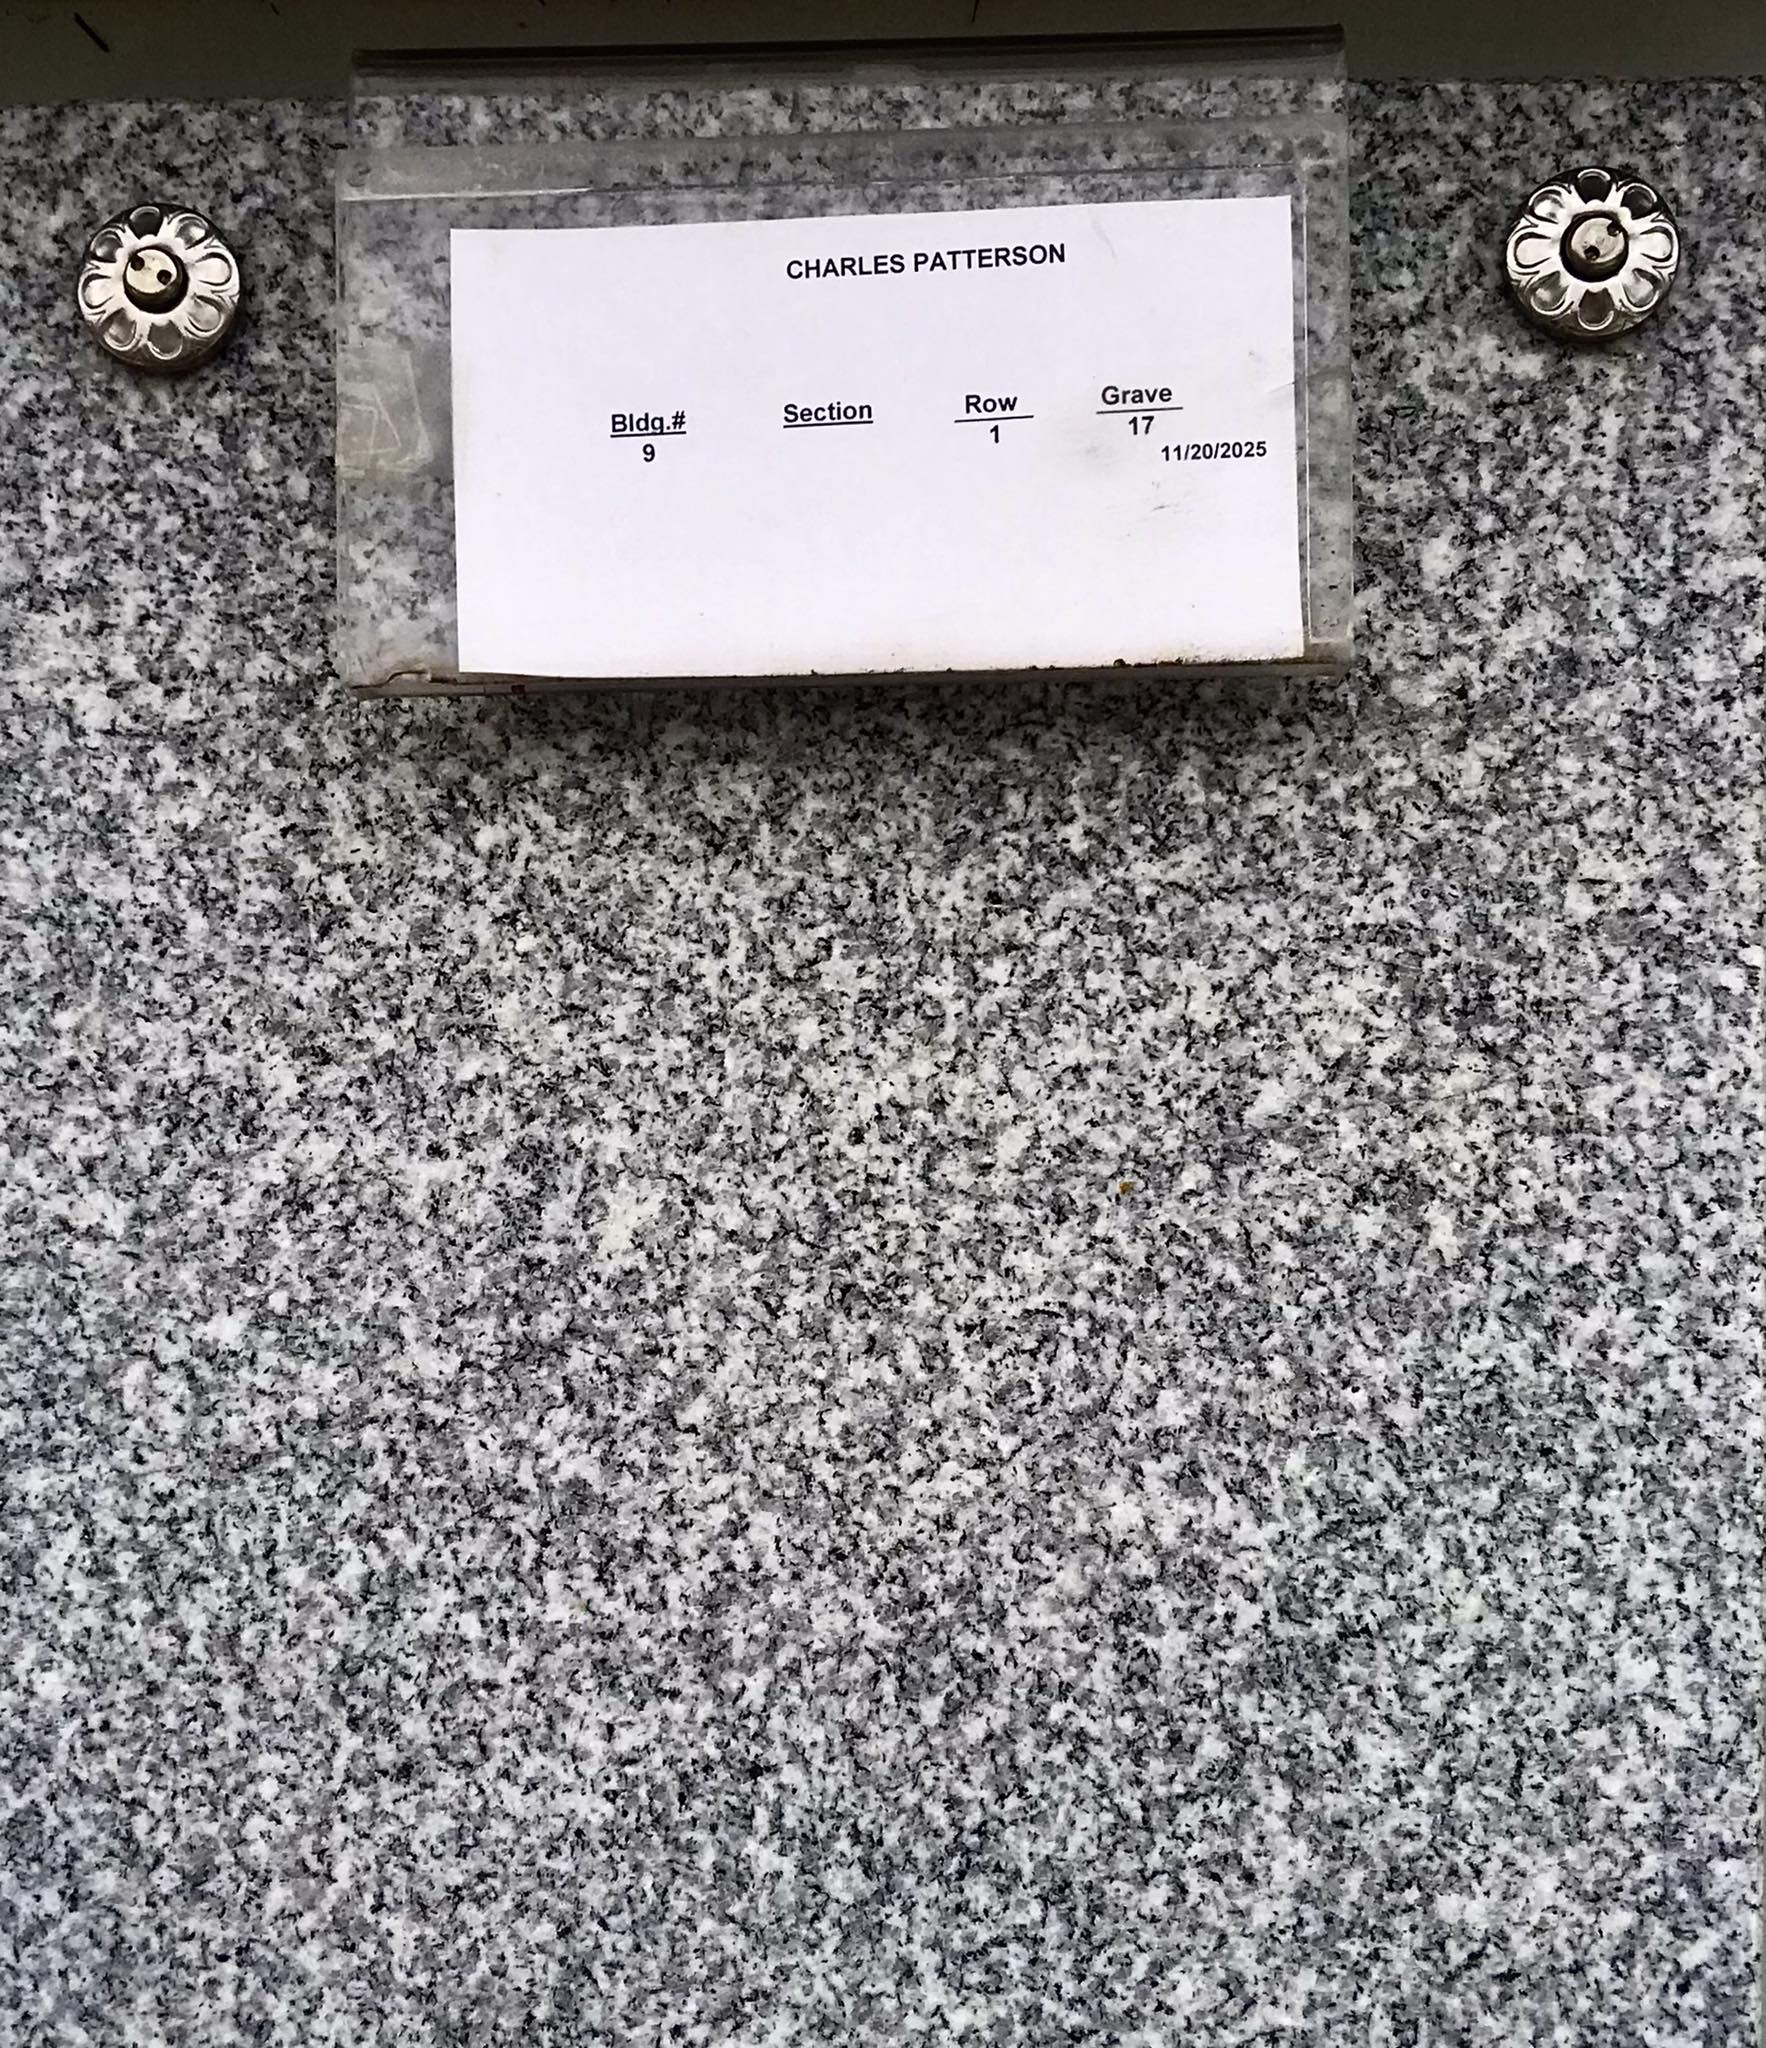 CHARLES PATTERSON
Bldg.# Section Row Grave
9 1 17
11/20/2025